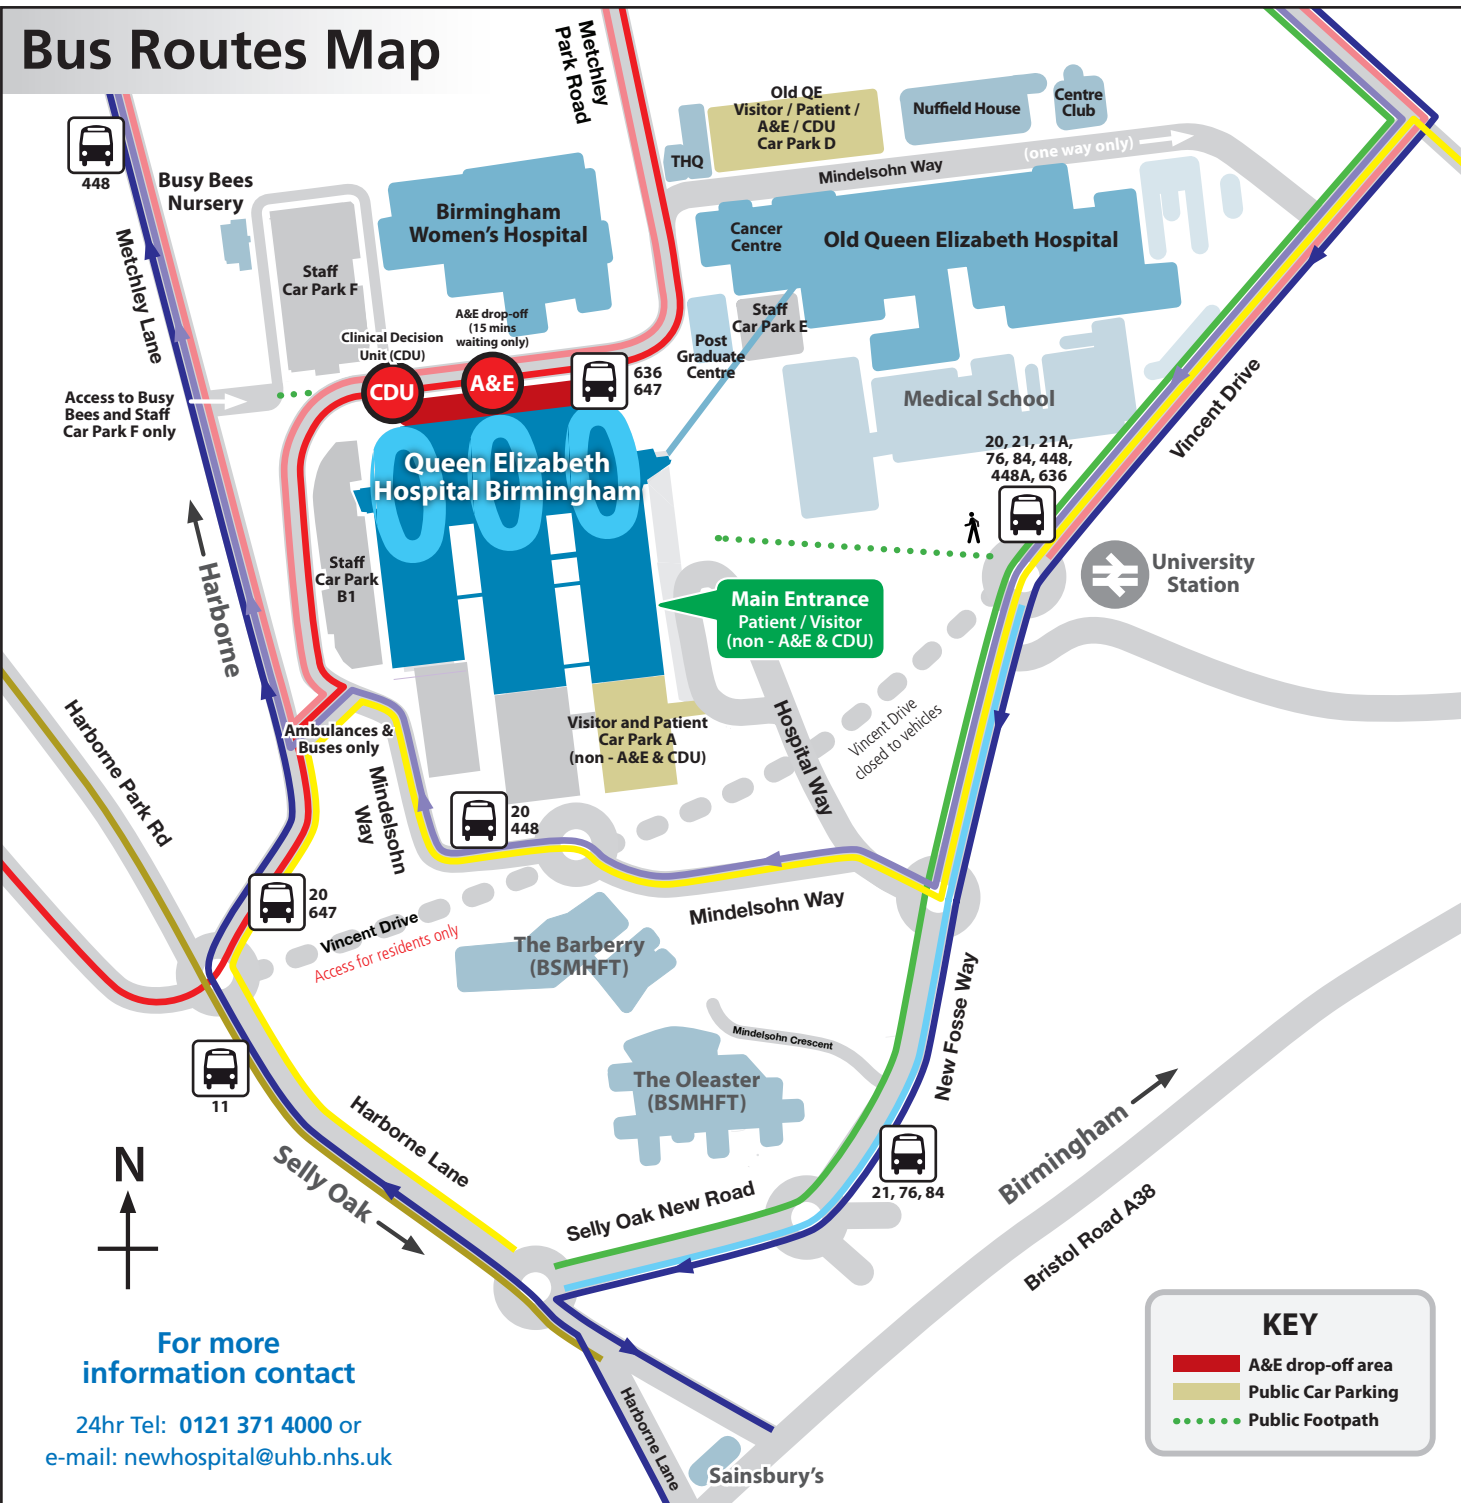 Bus Routes Map
Metchley
Park Road
448
Busy Bees
Nursery
Metchley Lane
Staff
Car Park F
Birmingham
Women's Hospital
THQ
Old QE
Visitor / Patient /
A&E / CDU
Car Park D
Nuffield House
Centre
Club
Mindelsohn Way
(one way only)
Cancer
Centre
Old Queen Elizabeth Hospital
Staff
Car Park E
Post
Graduate
Centre
Medical School
Clinical Decision
Unit (CDU)
A&E drop-off
(15 mins
waiting only)
CDU
A&E
636
647
Access to Busy
Bees and Staff
Car Park F only
Queen Elizabeth
Hospital Birmingham
20, 21, 21A,
76, 84, 448,
448A, 636
Vincent Drive
University
Station
Harborne
Staff
Car Park
B1
Main Entrance
Patient / Visitor
(non - A&E & CDU)
Harborne Park Rd
Ambulances &
Buses only
Visitor and Patient
Car Park A
(non - A&E & CDU)
Hospital Way
Vincent Drive
closed to vehicles
Mindelsohn
Way
20
448
20
647
Vincent Drive
Access for residents only
Mindelsohn Way
The Barberry
(BSMHFT)
New Fosse Way
Mindelsohn Crescent
The Oleaster
(BSMHFT)
11
Harborne Lane
Selly Oak
N
Selly Oak New Road
21, 76, 84
Birmingham
Bristol Road A38
For more
information contact
24hr Tel: 0121 371 4000 or
e-mail: newhospital@uhb.nhs.uk
Harborne Lane
Sainsbury's
KEY
A&E drop-off area
Public Car Parking
Public Footpath